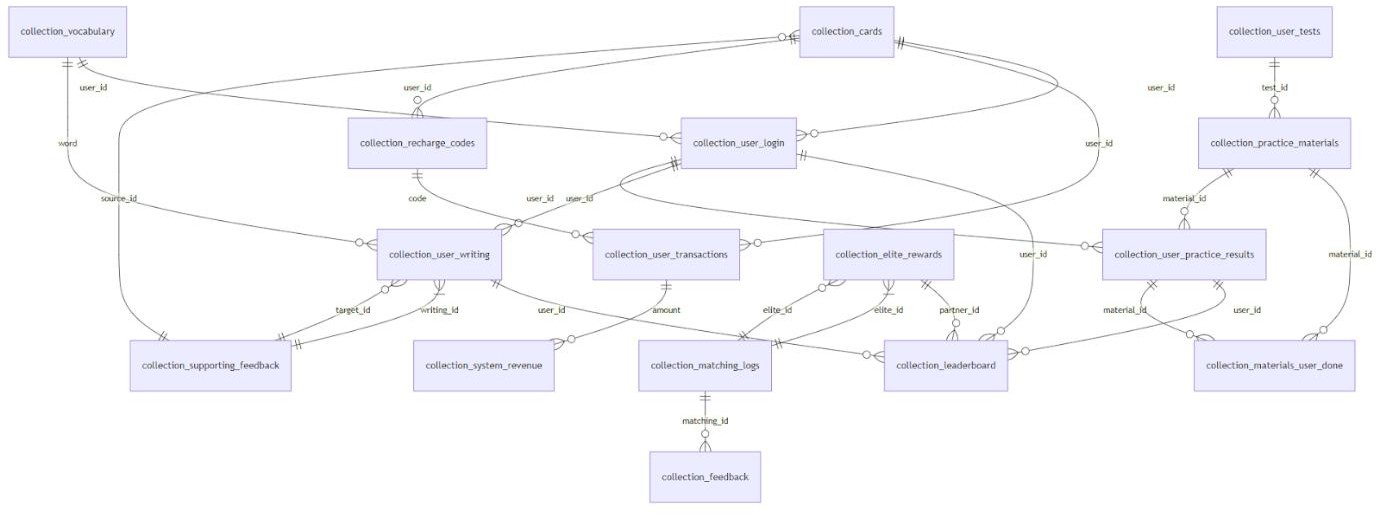 collection_vocabulary
collection_cards
collection_user_tests
user_id
user_id
user_id
test_id
word
collection_recharge_codes
collection_user_login
user_id
collection_practice_materials
source_id
code
user_id
user_id
material_id
collection_user_writing
collection_user_transactions
collection_elite_rewards
user_id
collection_user_practice_results
material_id
target_id
writing_id
user_id
amount
elite_id
elite_id
partner_id
material_id
user_id
collection_supporting_feedback
collection_system_revenue
collection_matching_logs
collection_leaderboard
collection_materials_user_done
matching_id
collection_feedback